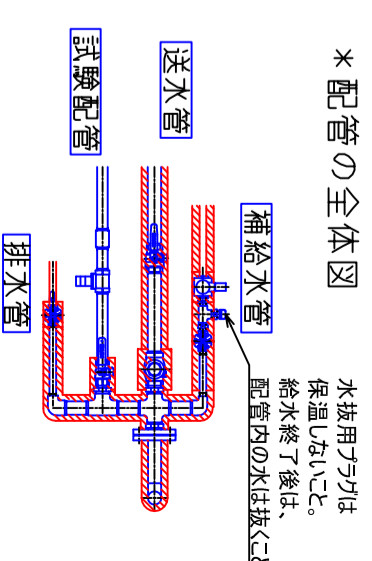 *配管の全体図
水抜用プラグは
保温しないこと。
給水終了後は、
配管内の水は抜くこと
補給水管
送水管
試験配管
排水管